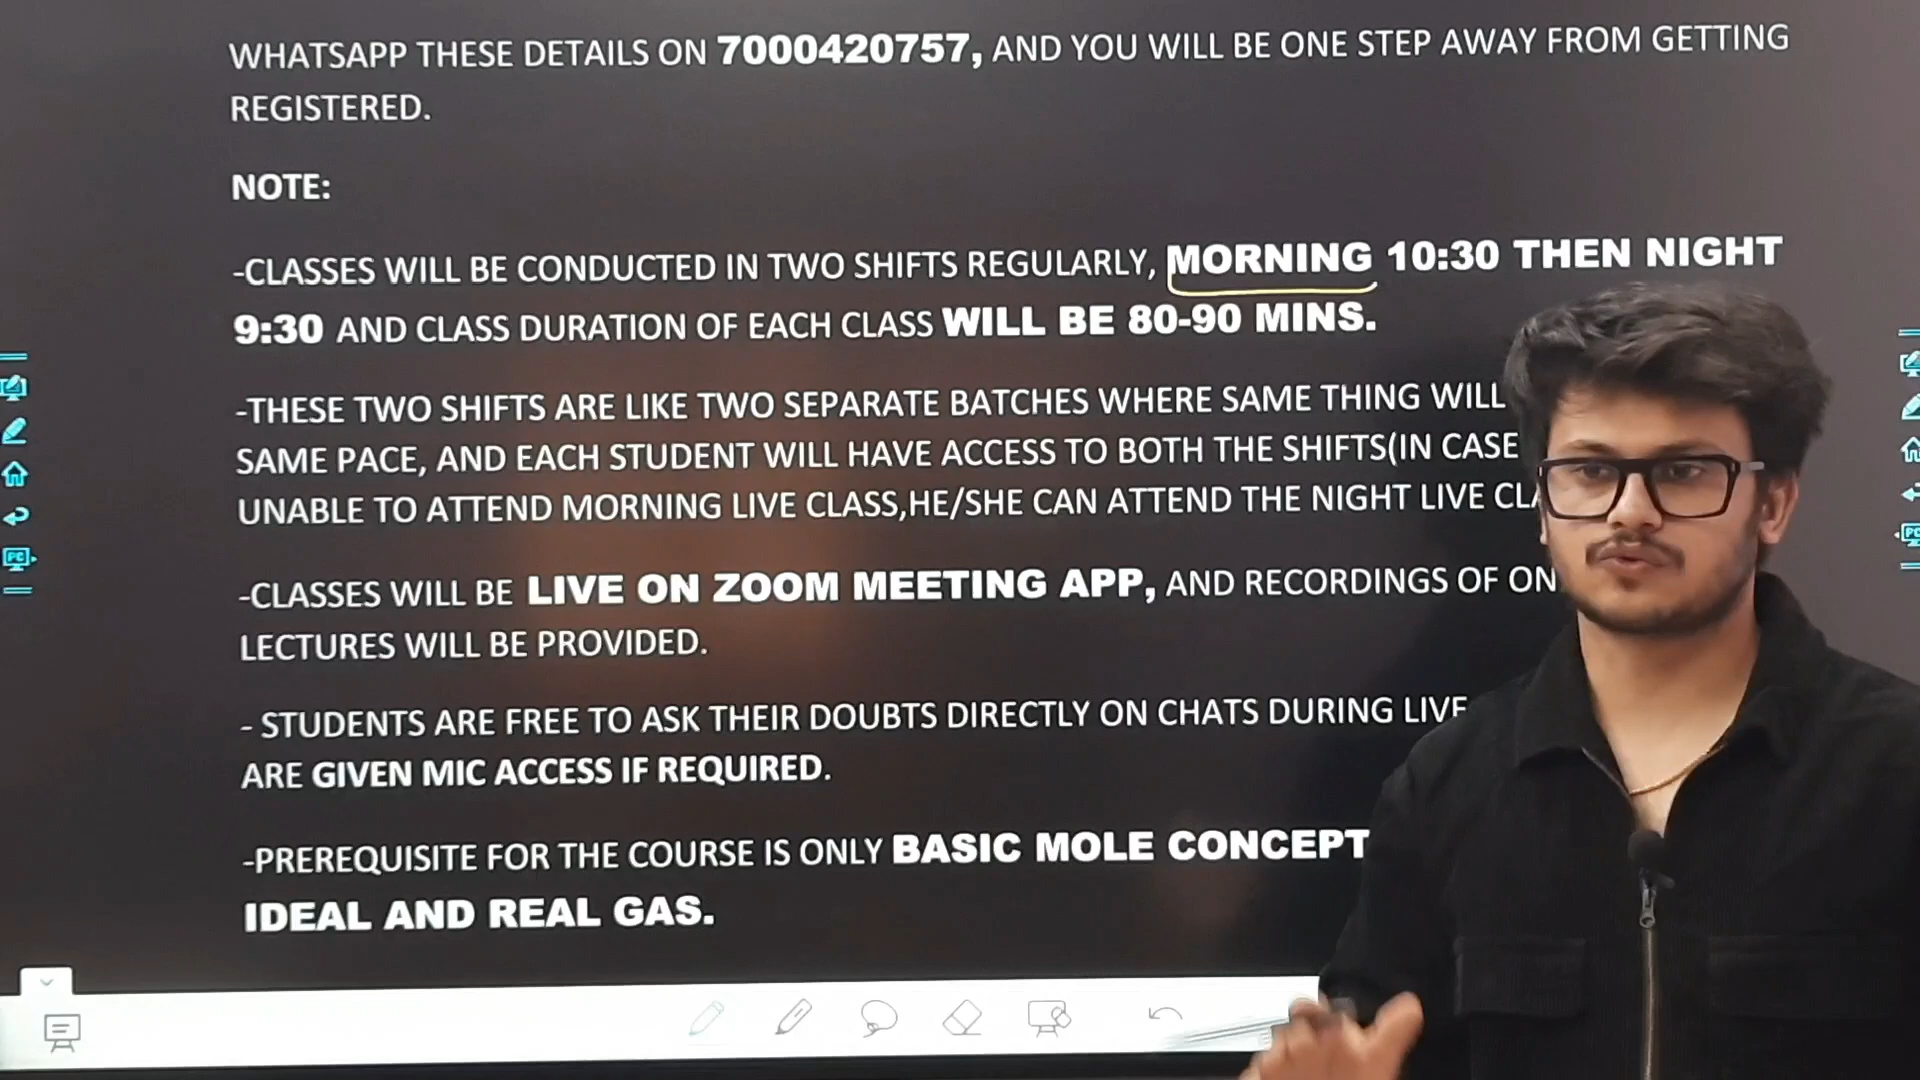 WHATSAPP THESE DETAILS ON 7000420757, AND YOU WILL BE ONE STEP AWAY FROM GETTING
REGISTERED.
NOTE:
-CLASSES WILL BE CONDUCTED IN TWO SHIFTS REGULARLY, MORNING 10:30 THEN NIGHT
9:30 AND CLASS DURATION OF EACH CLASS WILL BE 80-90 MINS.
-THESE TWO SHIFTS ARE LIKE TWO SEPARATE BATCHES WHERE SAME THING WILL
SAME PACE, AND EACH STUDENT WILL HAVE ACCESS TO BOTH THE SHIFTS(IN CASE
UNABLE TO ATTEND MORNING LIVE CLASS,HE/SHE CAN ATTEND THE NIGHT LIVE
-CLASSES WILL BE LIVE ON ZOOM MEETING APP, AND RECORDINGS OF
LECTURES WILL BE PROVIDED.
- STUDENTS ARE FREE TO ASK THEIR DOUBTS DIRECTLY ON CHATS DURING LIVE
ARE GIVEN MIC ACCESS IF REQUIRED.
-PREREQUISITE FOR THE COURSE IS ONLY BASIC MOLE CONCEPT
IDEAL AND REAL GAS.
PC